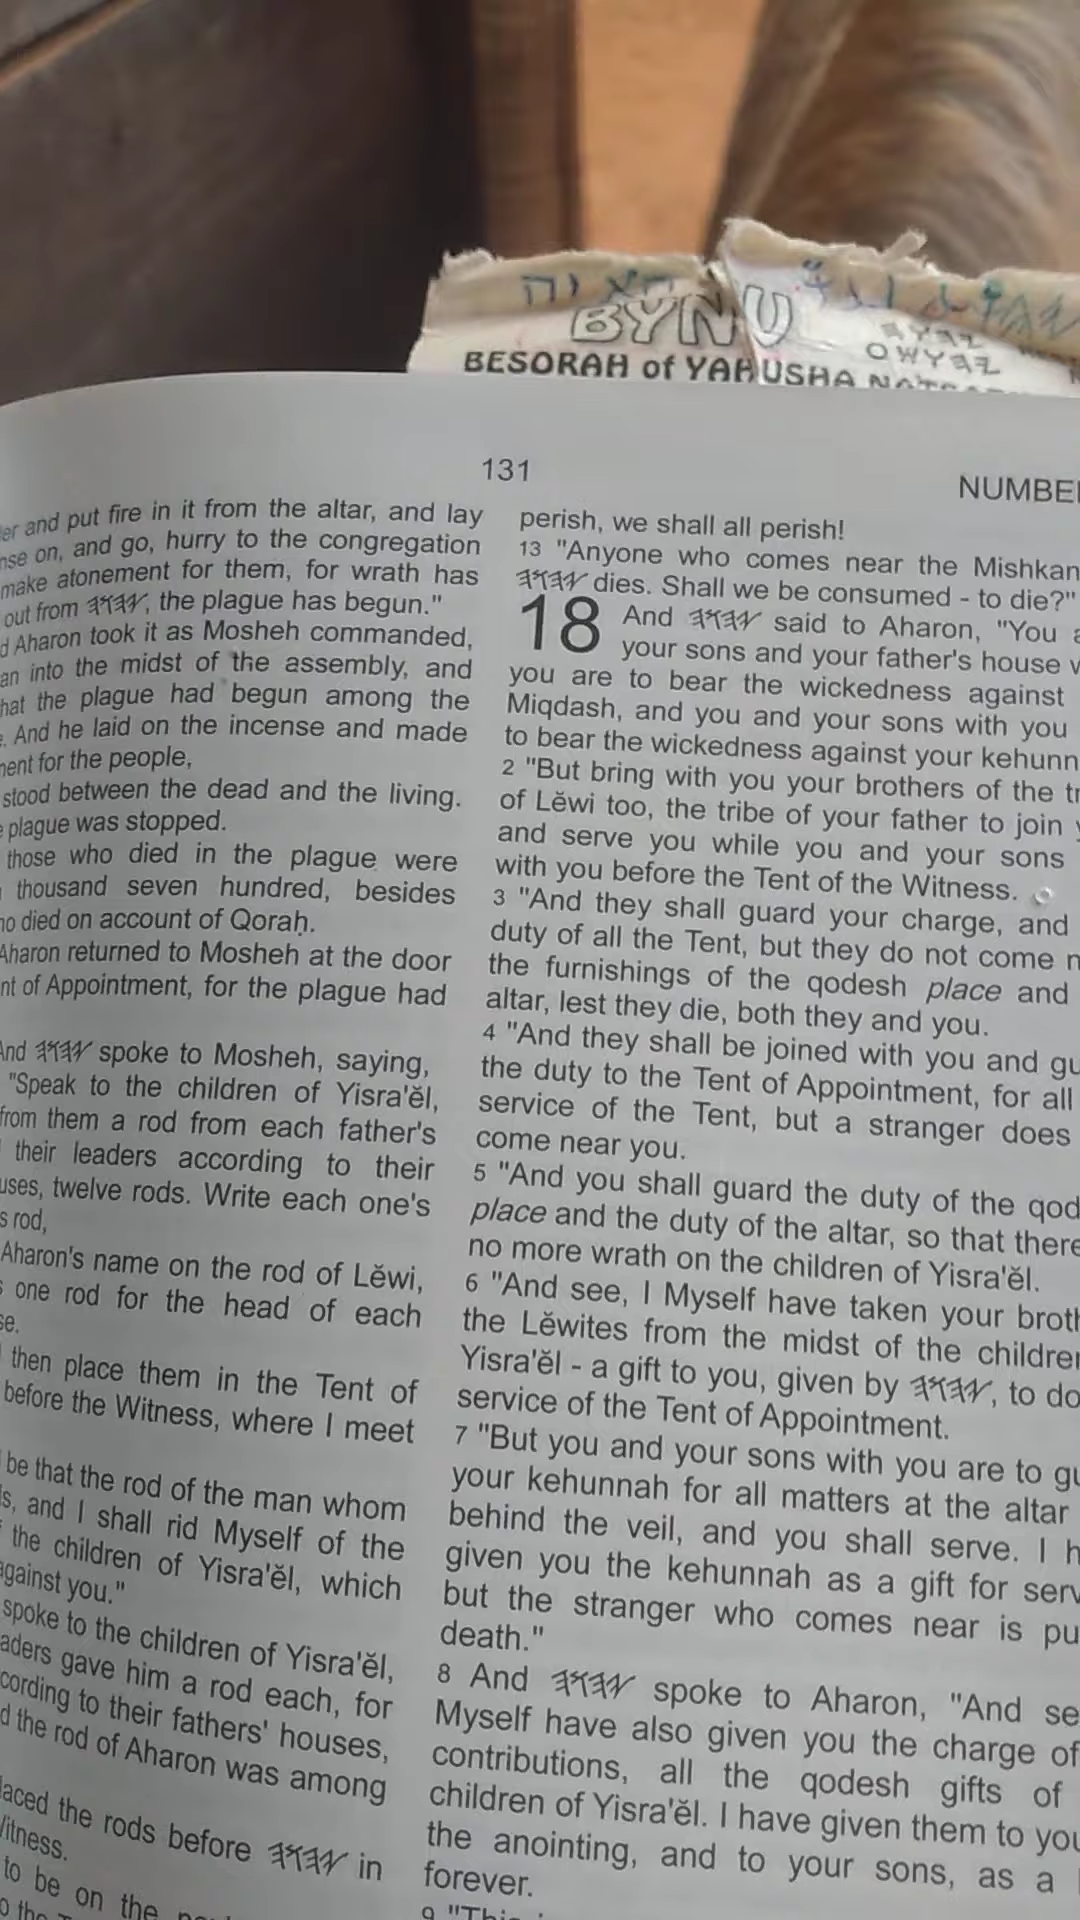 BYNU
BESORAH of YAHUSHA
131
NUMBE
and put fire in it from the altar, and lay
on, and go, hurry to the congregation
make atonement for them, for wrath has
out from 𐤉𐤄𐤅𐤄, the plague has begun."
Aharon took it as Mosheh commanded,
into the midst of the assembly, and
the plague had begun among the
And he laid on the incense and made
for the people,
stood between the dead and the living.
plague was stopped.
those who died in the plague were
thousand seven hundred, besides
died on account of Qoraḥ.
Aharon returned to Mosheh at the door
of Appointment, for the plague had
And 𐤉𐤄𐤅𐤄 spoke to Mosheh, saying,
"Speak to the children of Yisra'ĕl,
from them a rod from each father's
their leaders according to their
twelve rods. Write each one's
rod,
Aharon's name on the rod of Lĕwi,
one rod for the head of each
then place them in the Tent of
before the Witness, where I meet
be that the rod of the man whom
and I shall rid Myself of the
the children of Yisra'ĕl, which
against you."
spoke to the children of Yisra'ĕl,
gave him a rod each, for
to their fathers' houses,
the rod of Aharon was among
the rods before 𐤉𐤄𐤅𐤄 in
to be on the
perish, we shall all perish!
13 "Anyone who comes near the Mishkan
𐤉𐤄𐤅𐤄 dies. Shall we be consumed - to die?"
18 And 𐤉𐤄𐤅𐤄 said to Aharon, "You
your sons and your father's house
you are to bear the wickedness against
Miqdash, and you and your sons with you
to bear the wickedness against your kehunn
2 "But bring with you your brothers of the
of Lĕwi too, the tribe of your father to join
and serve you while you and your sons
with you before the Tent of the Witness.
3 "And they shall guard your charge, and
duty of all the Tent, but they do not come
the furnishings of the qodesh place and
altar, lest they die, both they and you.
4 "And they shall be joined with you and gu
the duty to the Tent of Appointment, for all
service of the Tent, but a stranger does
come near you.
5 "And you shall guard the duty of the qod
place and the duty of the altar, so that there
no more wrath on the children of Yisra'ĕl.
6 "And see, I Myself have taken your broth
the Lĕwites from the midst of the children
Yisra'ĕl - a gift to you, given by 𐤉𐤄𐤅𐤄, to do
service of the Tent of Appointment.
7 "But you and your sons with you are to gu
your kehunnah for all matters at the altar
behind the veil, and you shall serve. I h
given you the kehunnah as a gift for serv
but the stranger who comes near is pu
death."
8 And 𐤉𐤄𐤅𐤄 spoke to Aharon, "And se
Myself have also given you the charge of
contributions, all the qodesh gifts of
children of Yisra'ĕl. I have given them to you
the anointing, and to your sons, as a
forever.